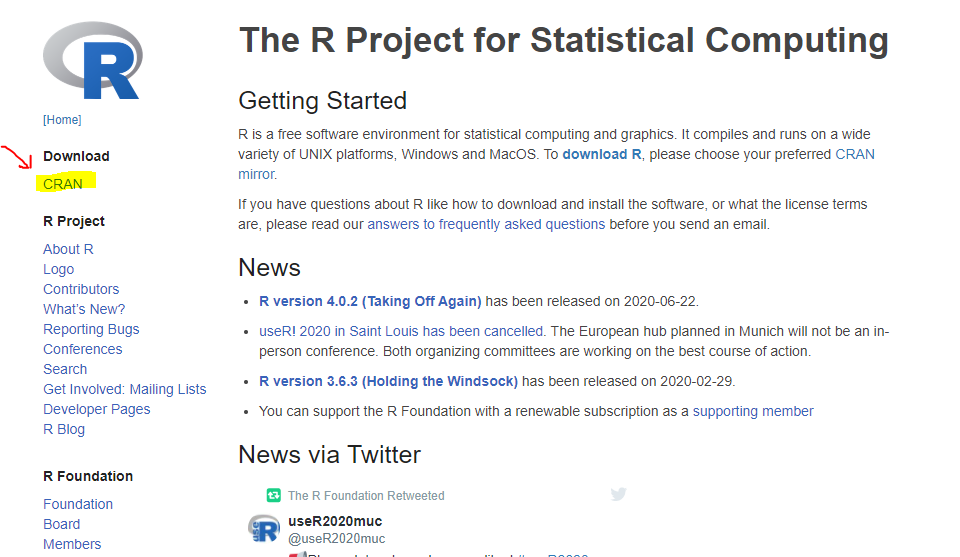 R
[Home]
Download
CRAN
R Project
About R
Logo
Contributors
What's New?
Reporting Bugs
Conferences
Search
Get Involved: Mailing Lists
Developer Pages
R Blog
R Foundation
Foundation
Board
Members
The R Project for Statistical Computing
Getting Started
R is a free software environment for statistical computing and graphics. It compiles and runs on a wide
variety of UNIX platforms, Windows and MacOS. To download R, please choose your preferred CRAN
mirror.
If you have questions about R like how to download and install the software, or what the license terms
are, please read our answers to frequently asked questions before you send an email.
News
• R version 4.0.2 (Taking Off Again) has been released on 2020-06-22.
• useR! 2020 in Saint Louis has been cancelled. The European hub planned in Munich will not be an in-
person conference. Both organizing committees are working on the best course of action.
• R version 3.6.3 (Holding the Windsock) has been released on 2020-02-29.
• You can support the R Foundation with a renewable subscription as a supporting member
News via Twitter
The R Foundation Retweeted
useR2020muc
@useR2020muc